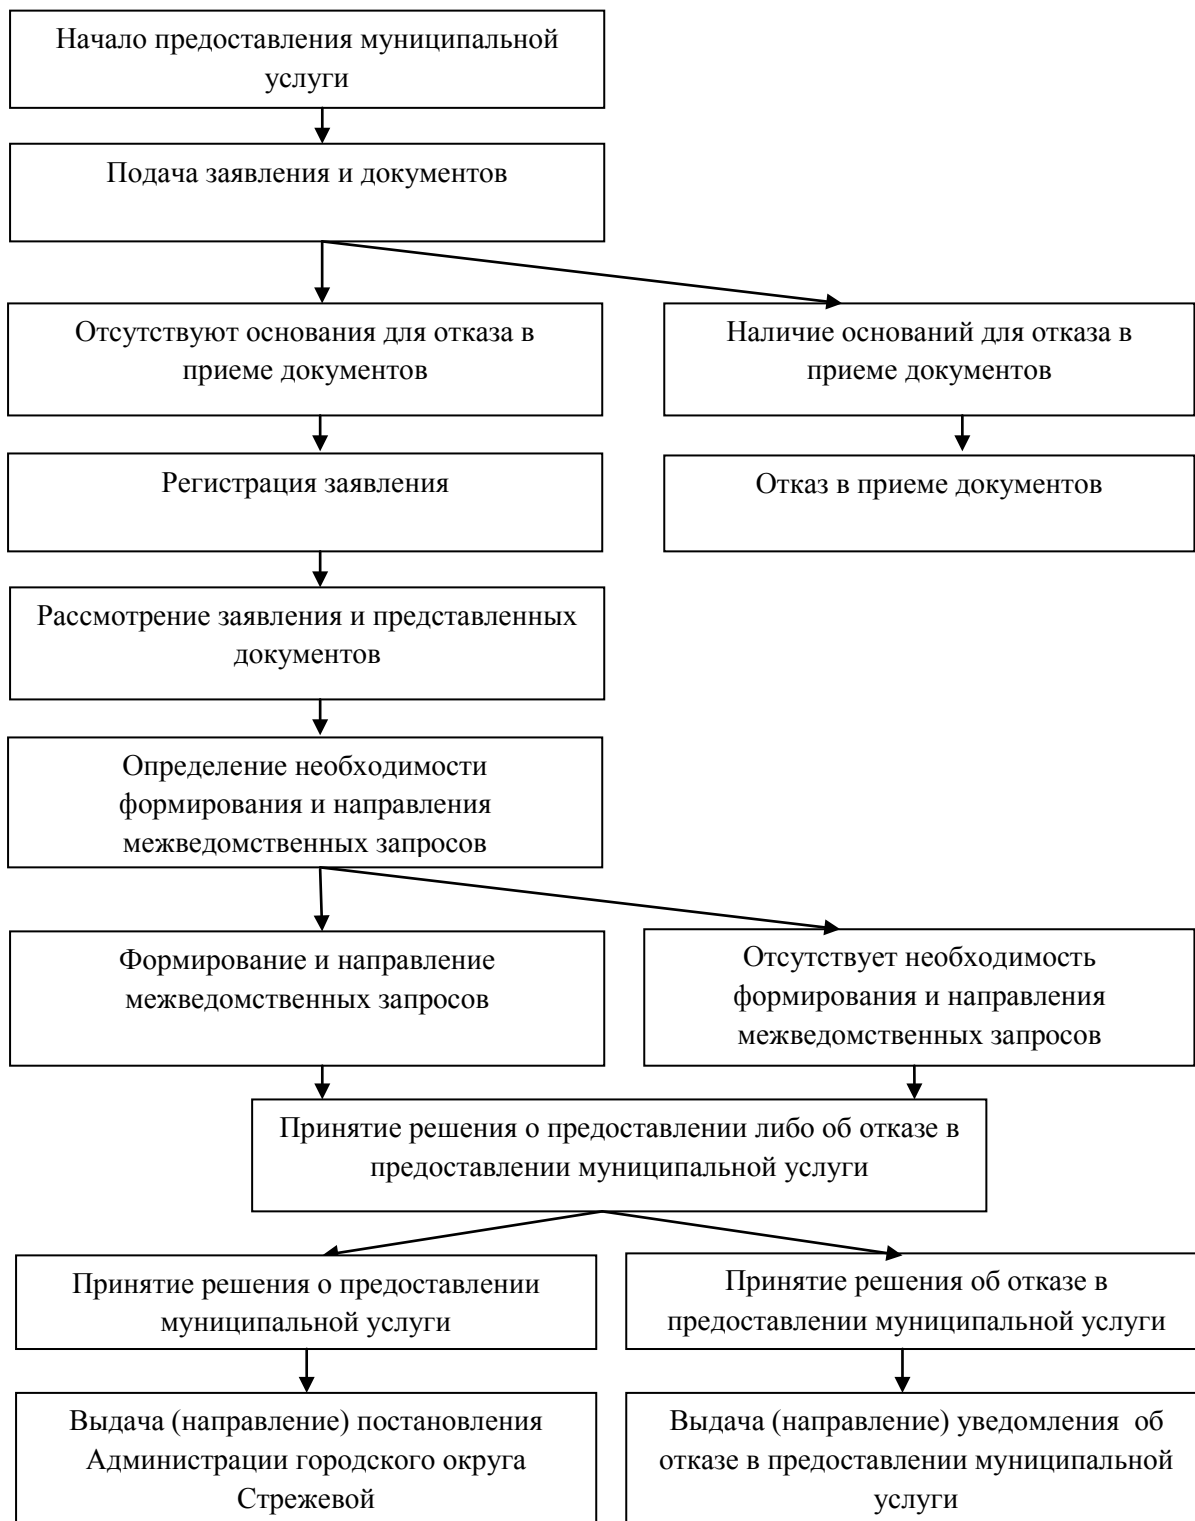 Начало предоставления муниципальной
услуги
Подача заявления и документов
Отсутствуют основания для отказа в
приеме документов
Наличие оснований для отказа в
приеме документов
Регистрация заявления
Отказ в приеме документов
Рассмотрение заявления и представленных
документов
Определение необходимости
формирования и направления
межведомственных запросов
Формирование и направление
межведомственных запросов
Отсутствует необходимость
формирования и направления
межведомственных запросов
Принятие решения о предоставлении либо об отказе в
предоставлении муниципальной услуги
Принятие решения о предоставлении
муниципальной услуги
Принятие решения об отказе в
предоставлении муниципальной услуги
Выдача (направление) постановления
Администрации городского округа
Стрежевой
Выдача (направление) уведомления  об
отказе в предоставлении муниципальной
услуги